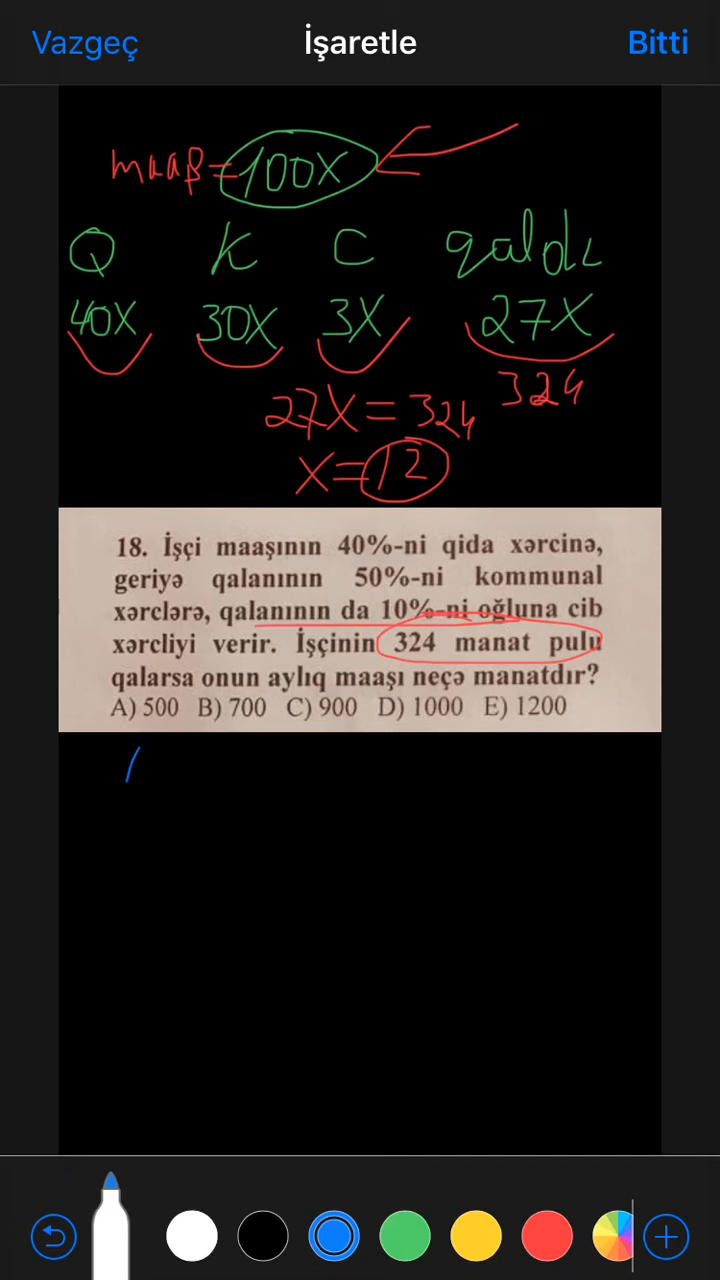 Vazgeç İşaretle Bitti
maaş=100X
Q K C qaldı
40X 30X 3X 27X
324
27X=324
X=12
18. İşçi maaşının 40%-ni qida xərcinə,
geriyə qalanının 50%-ni kommunal
xərclərə, qalanının da 10%-ni oğluna cib
xərcliyi verir. İşçinin 324 manat pulu
qalarsa onun aylıq maaşı neçə manatdır?
A) 500 B) 700 C) 900 D) 1000 E) 1200